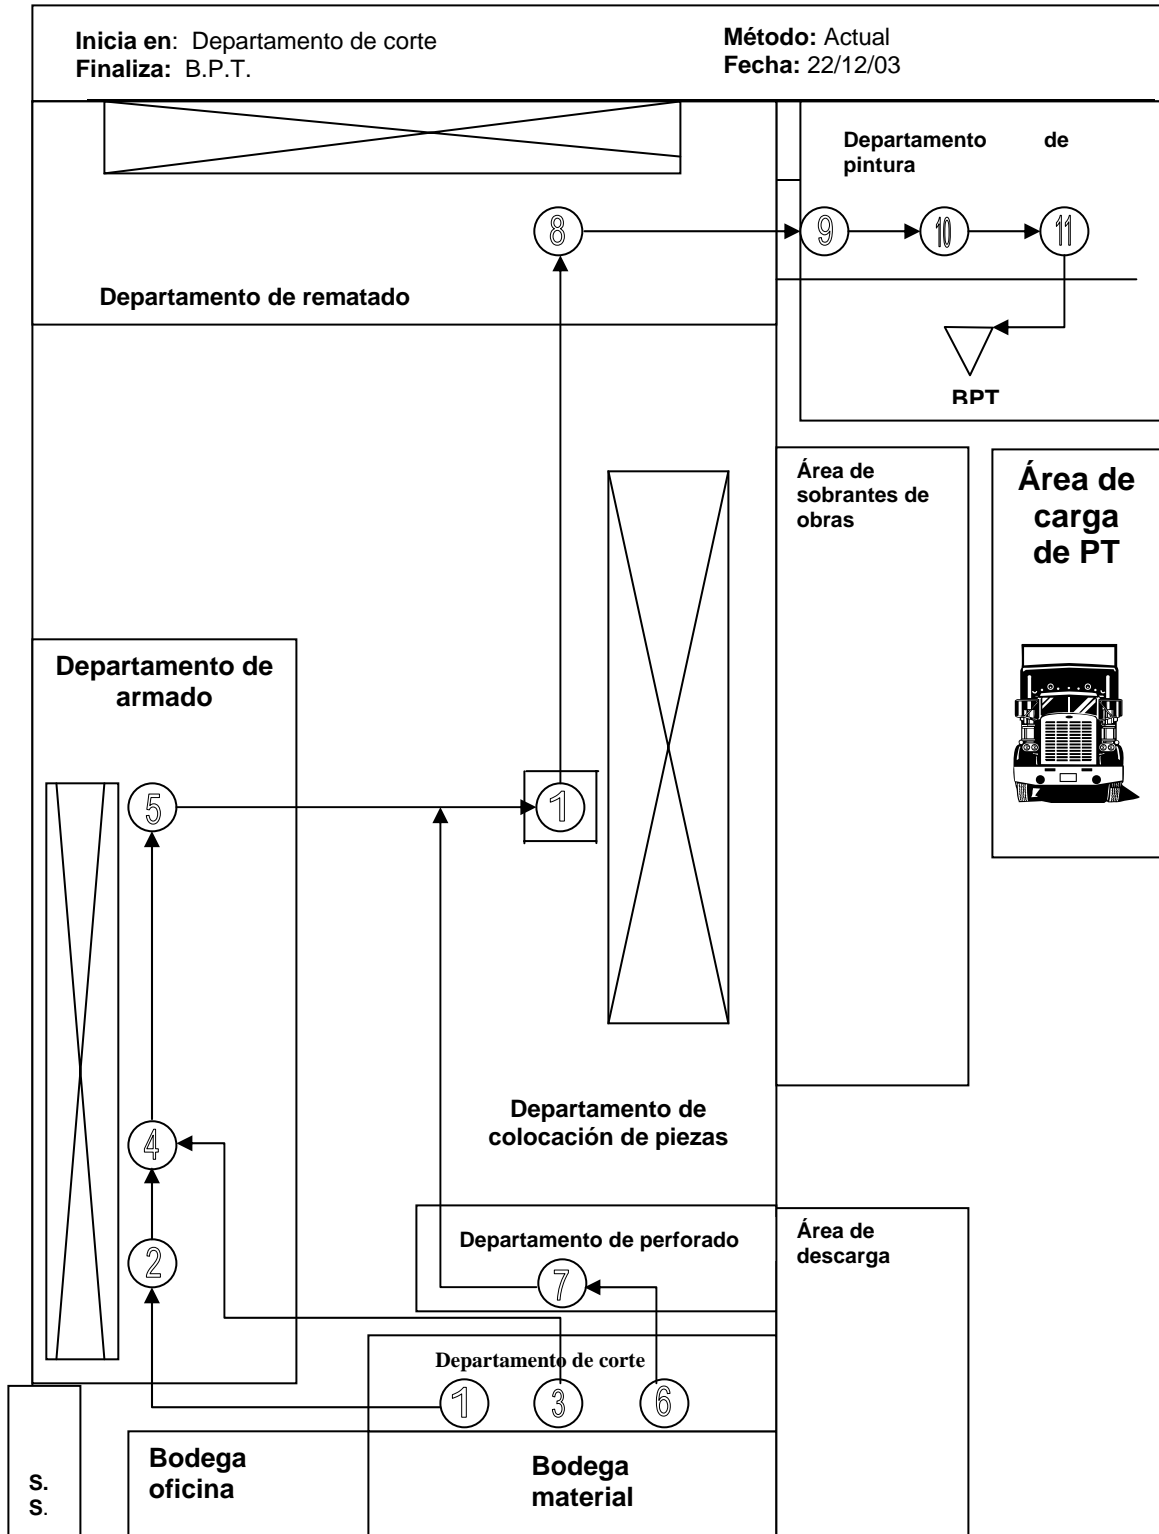 Inicia en: Departamento de corte
Finaliza: B.P.T.
Método: Actual
Fecha: 22/12/03
Departamento de
pintura
8
9
10
11
Departamento de rematado
BPT
Área de
sobrantes de
obras
Área de
carga
de PT
Departamento de
armado
5
1
Departamento de
colocación de piezas
4
Departamento de perforado
Área de
descarga
2
7
Departamento de corte
1
3
6
Bodega
oficina
Bodega
material
S.
S.